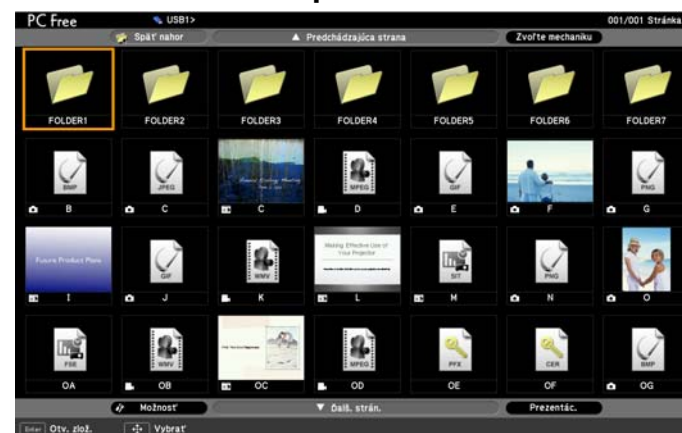 PC Free USB1> 001/001 Stránka
Späť nahor ▲ Predchádzajúca strana Zvoľte mechaniku
FOLDER1 FOLDER2 FOLDER3 FOLDER4 FOLDER5 FOLDER6 FOLDER7
BMP JPEG MPEG GIF PNG
B C C D E F G
Future Product Plans GIF WMV Making Effective Use of PNG
Your Projector
SIT
I J K L M N O
FSE WMV MPEG PFX CER BMP
OA OB OC OD OE OF OG
Možnosť ▼ Ďalš. strán. Prezentác.
Enter Otv. zlož. Vybrať